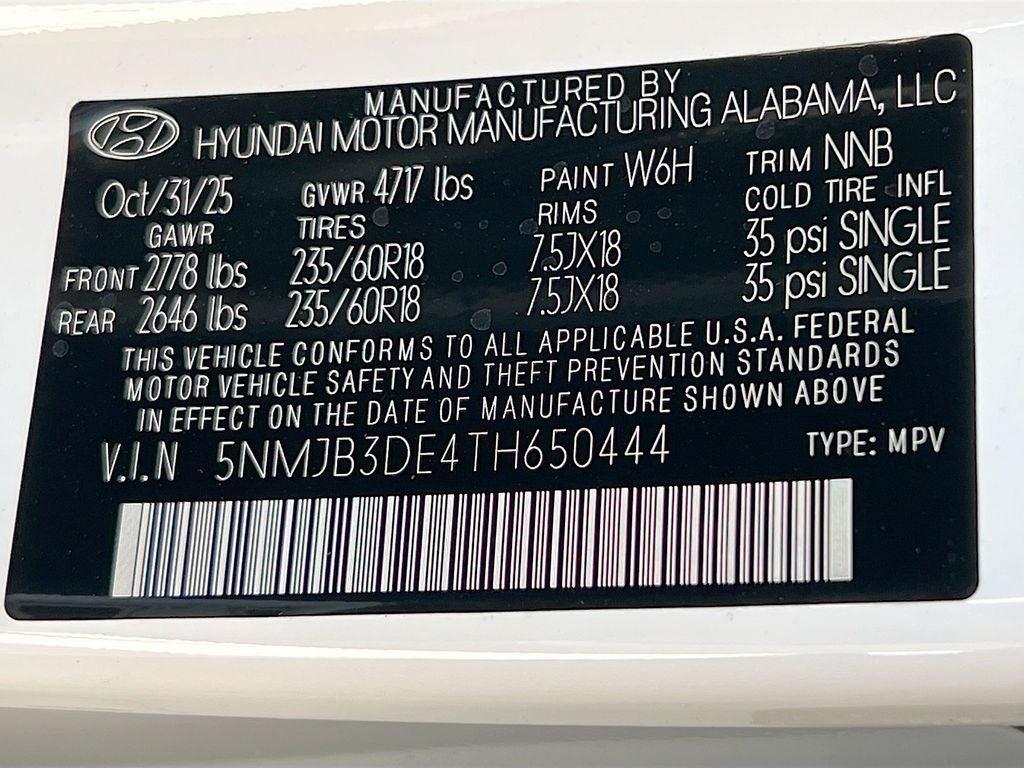 MANUFACTURED BY
HYUNDAI MOTOR MANUFACTURING ALABAMA, LLC
Oct/31/25 GVWR 4717 lbs PAINT W6H TRIM NNB
GAWR TIRES RIMS COLD TIRE INFL
FRONT 2778 lbs 235/60R18 7.5JX18 35 psi SINGLE
REAR 2646 lbs 235/60R18 7.5JX18 35 psi SINGLE
THIS VEHICLE CONFORMS TO ALL APPLICABLE U.S.A. FEDERAL
MOTOR VEHICLE SAFETY AND THEFT PREVENTION STANDARDS
IN EFFECT ON THE DATE OF MANUFACTURE SHOWN ABOVE
V.I.N 5NMJB3DE4TH650444 TYPE: MPV